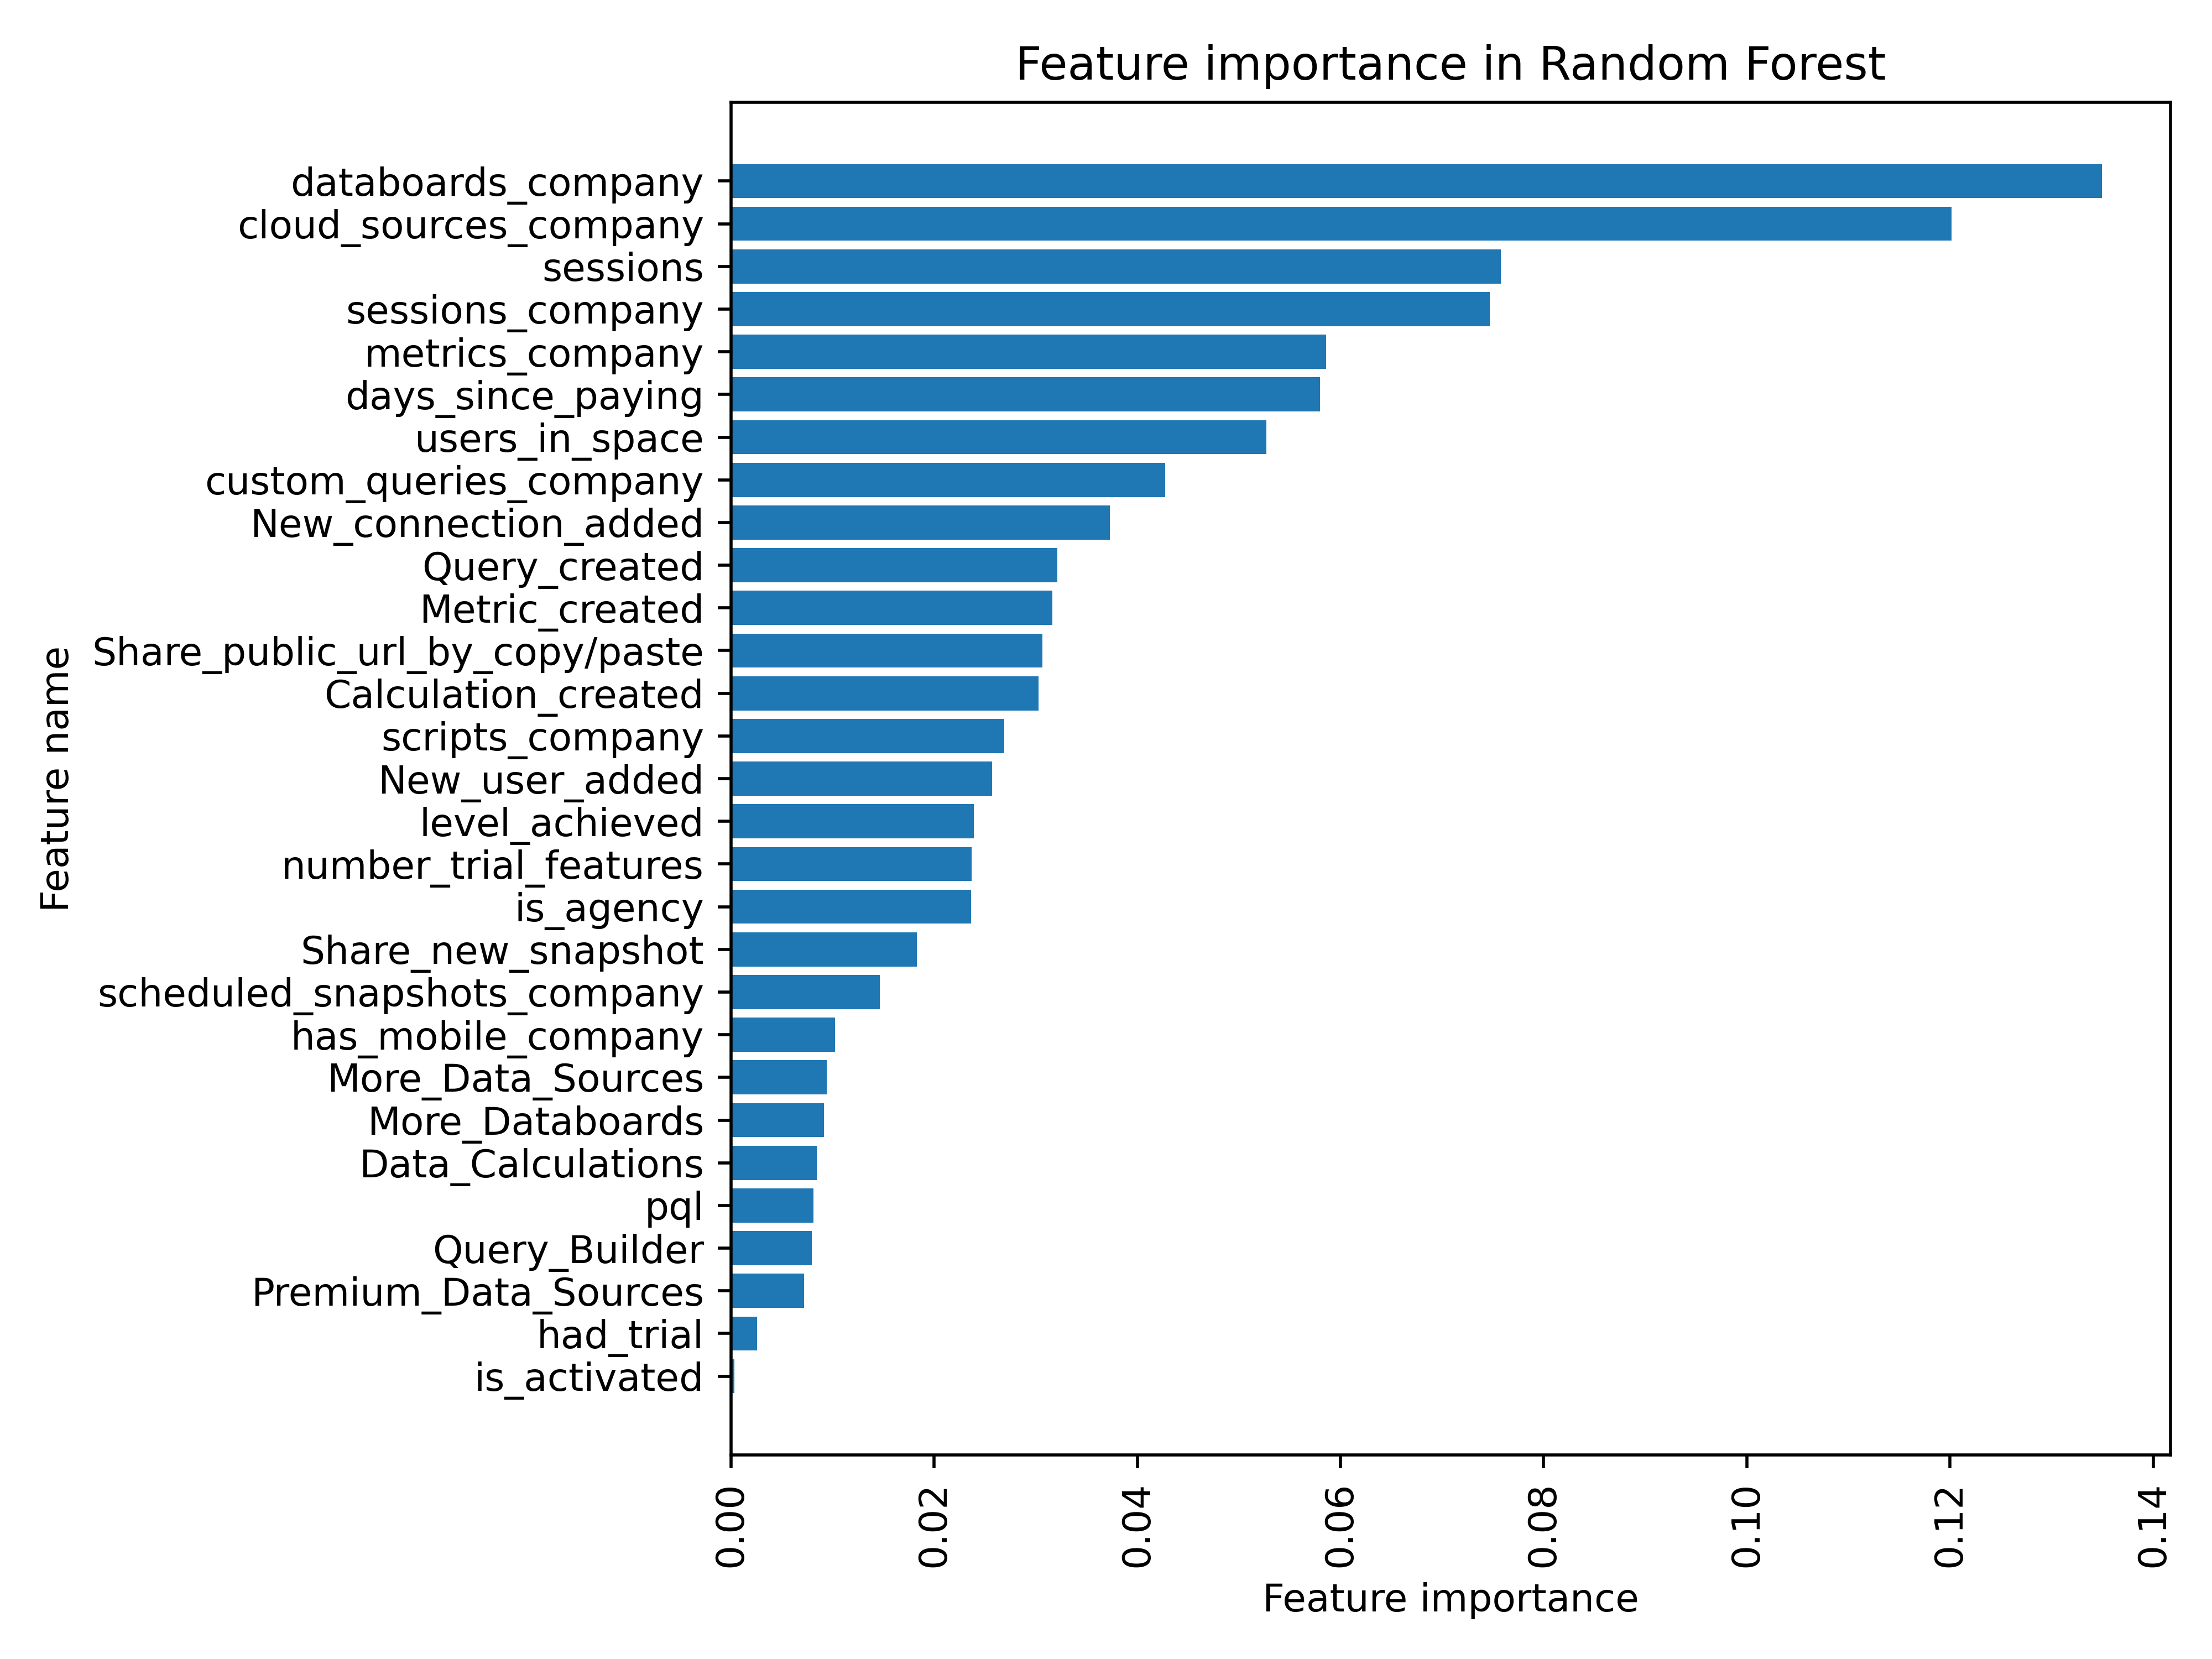 Feature importance in Random Forest
Feature name
databoards_company
cloud_sources_company
sessions
sessions_company
metrics_company
days_since_paying
users_in_space
custom_queries_company
New_connection_added
Query_created
Metric_created
Share_public_url_by_copy/paste
Calculation_created
scripts_company
New_user_added
level_achieved
number_trial_features
is_agency
Share_new_snapshot
scheduled_snapshots_company
has_mobile_company
More_Data_Sources
More_Databoards
Data_Calculations
pql
Query_Builder
Premium_Data_Sources
had_trial
is_activated
0.00
0.02
0.04
0.06
0.08
0.10
0.12
0.14
Feature importance